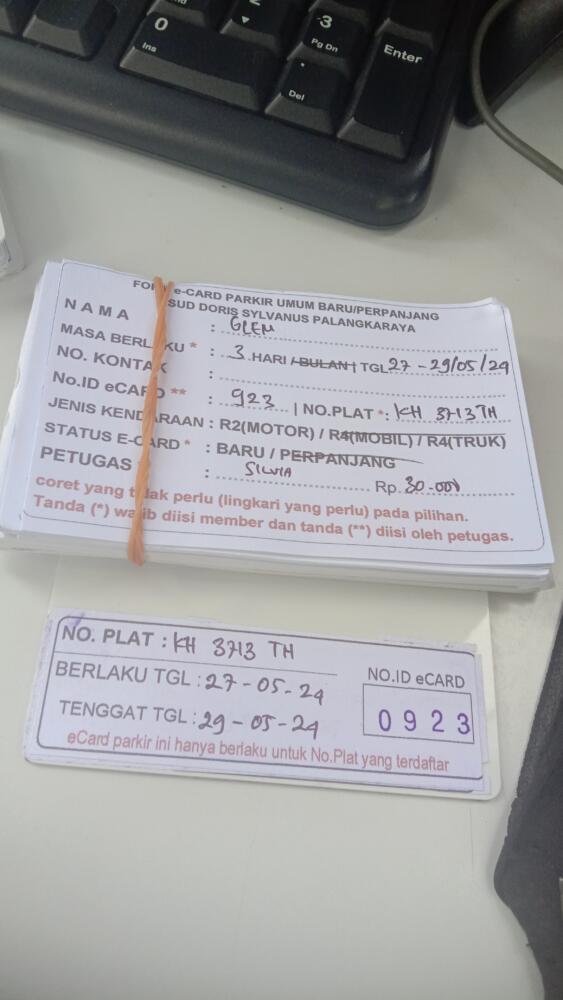 0
Ins
3
Pg Dn
Enter
.
Del
e-CARD PARKIR UMUM BARU/PERPANJANG
SUD DORIS SYLVANUS PALANGKARAYA
NAMA : GLEN
MASA BERLAKU * : 3 HARI / BULAN | TGL 27 - 29/05/24
NO. KONTAK :
No.ID eCARD ** : 923 | NO.PLAT *: KH 3713 TH
JENIS KENDARAAN : R2(MOTOR) / R4(MOBIL) / R4(TRUK)
STATUS E-CARD * : BARU / PERPANJANG
PETUGAS : SILVIA Rp. 30.000
coret yang tidak perlu (lingkari yang perlu) pada pilihan.
Tanda (*) wajib diisi member dan tanda (**) diisi oleh petugas.
NO. PLAT : KH 3713 TH
BERLAKU TGL : 27-05-24
TENGGAT TGL : 29-05-24
NO.ID eCARD
0923
eCard parkir ini hanya berlaku untuk No.Plat yang terdaftar